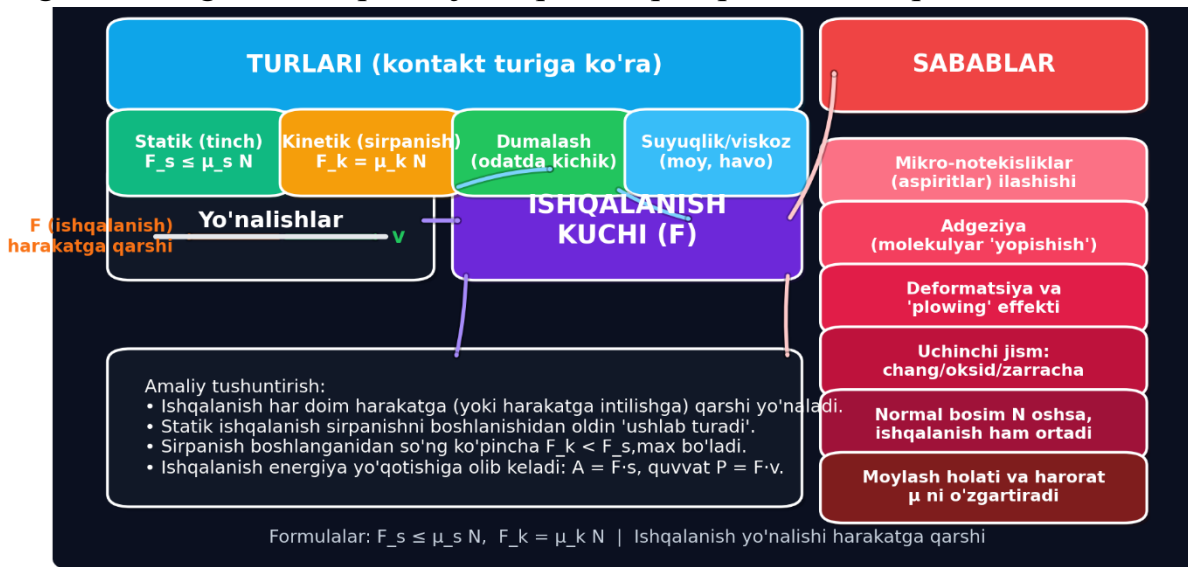 TURLARI (kontakt turiga ko'ra)
SABABLAR
Statik (tinch)
F_s ≤ μ_s N
Kinetik (sirpanish)
F_k = μ_k N
Dumalash
(odatda kichik)
Suyuqlik/viskoz
(moy, havo)
Yo'nalishlar
F (ishqalanish)
harakatga qarshi
v
ISHQALANISH
KUCHI (F)
Mikro-notekisliklar
(aspiritlar) ilashishi
Adgeziya
(molekulyar 'yopishish')
Deformatsiya va
'plowing' effekti
Uchinchi jism:
chang/oksid/zarracha
Normal bosim N oshsa,
ishqalanish ham ortadi
Moylash holati va harorat
μ ni o'zgartiradi
Amaliy tushuntirish:
• Ishqalanish har doim harakatga (yoki harakatga intilishga) qarshi yo'naladi.
• Statik ishqalanish sirpanishni boshlanishidan oldin 'ushlab turadi'.
• Sirpanish boshlanganidan so'ng ko'pincha F_k < F_s,max bo'ladi.
• Ishqalanish energiya yo'qotishiga olib keladi: A = F·s, quvvat P = F·v.
Formulalar: F_s ≤ μ_s N, F_k = μ_k N | Ishqalanish yo'nalishi harakatga qarshi